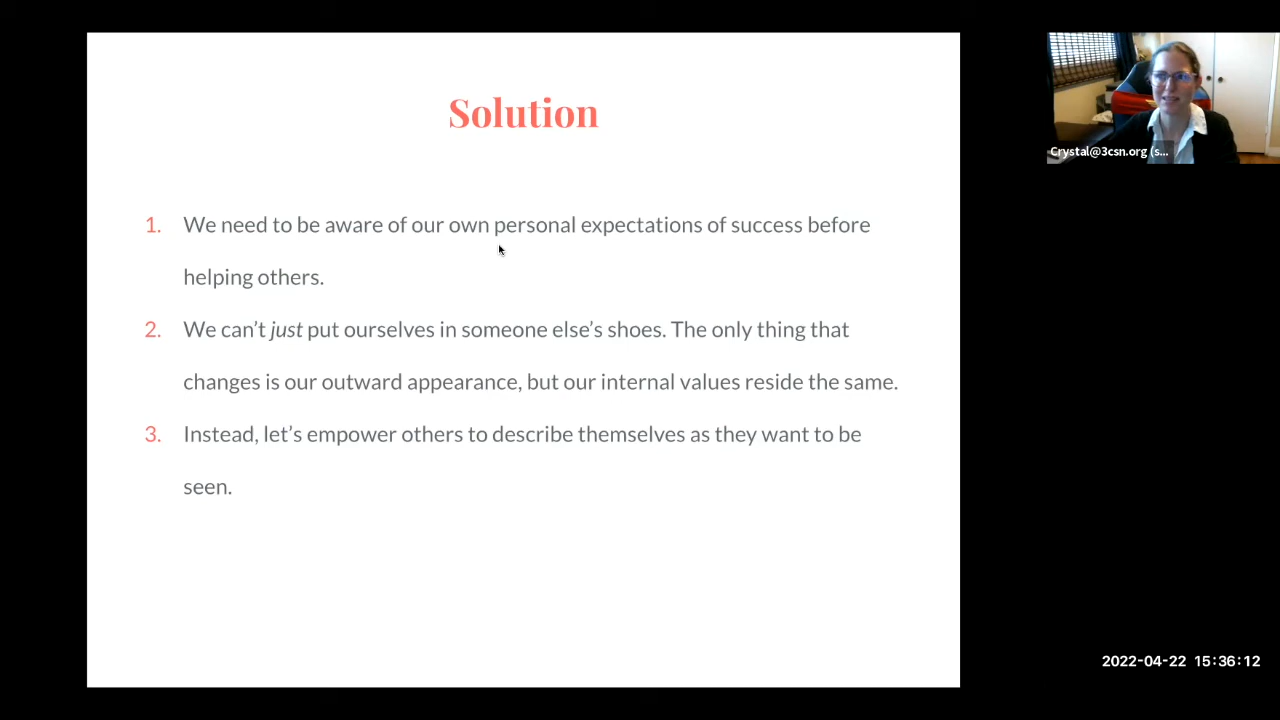 Solution
1. We need to be aware of our own personal expectations of success before
helping others.
2. We can’t just put ourselves in someone else’s shoes. The only thing that
changes is our outward appearance, but our internal values reside the same.
3. Instead, let’s empower others to describe themselves as they want to be
seen.
Crystal@3csn.org (s...
2022-04-22 15:36:12